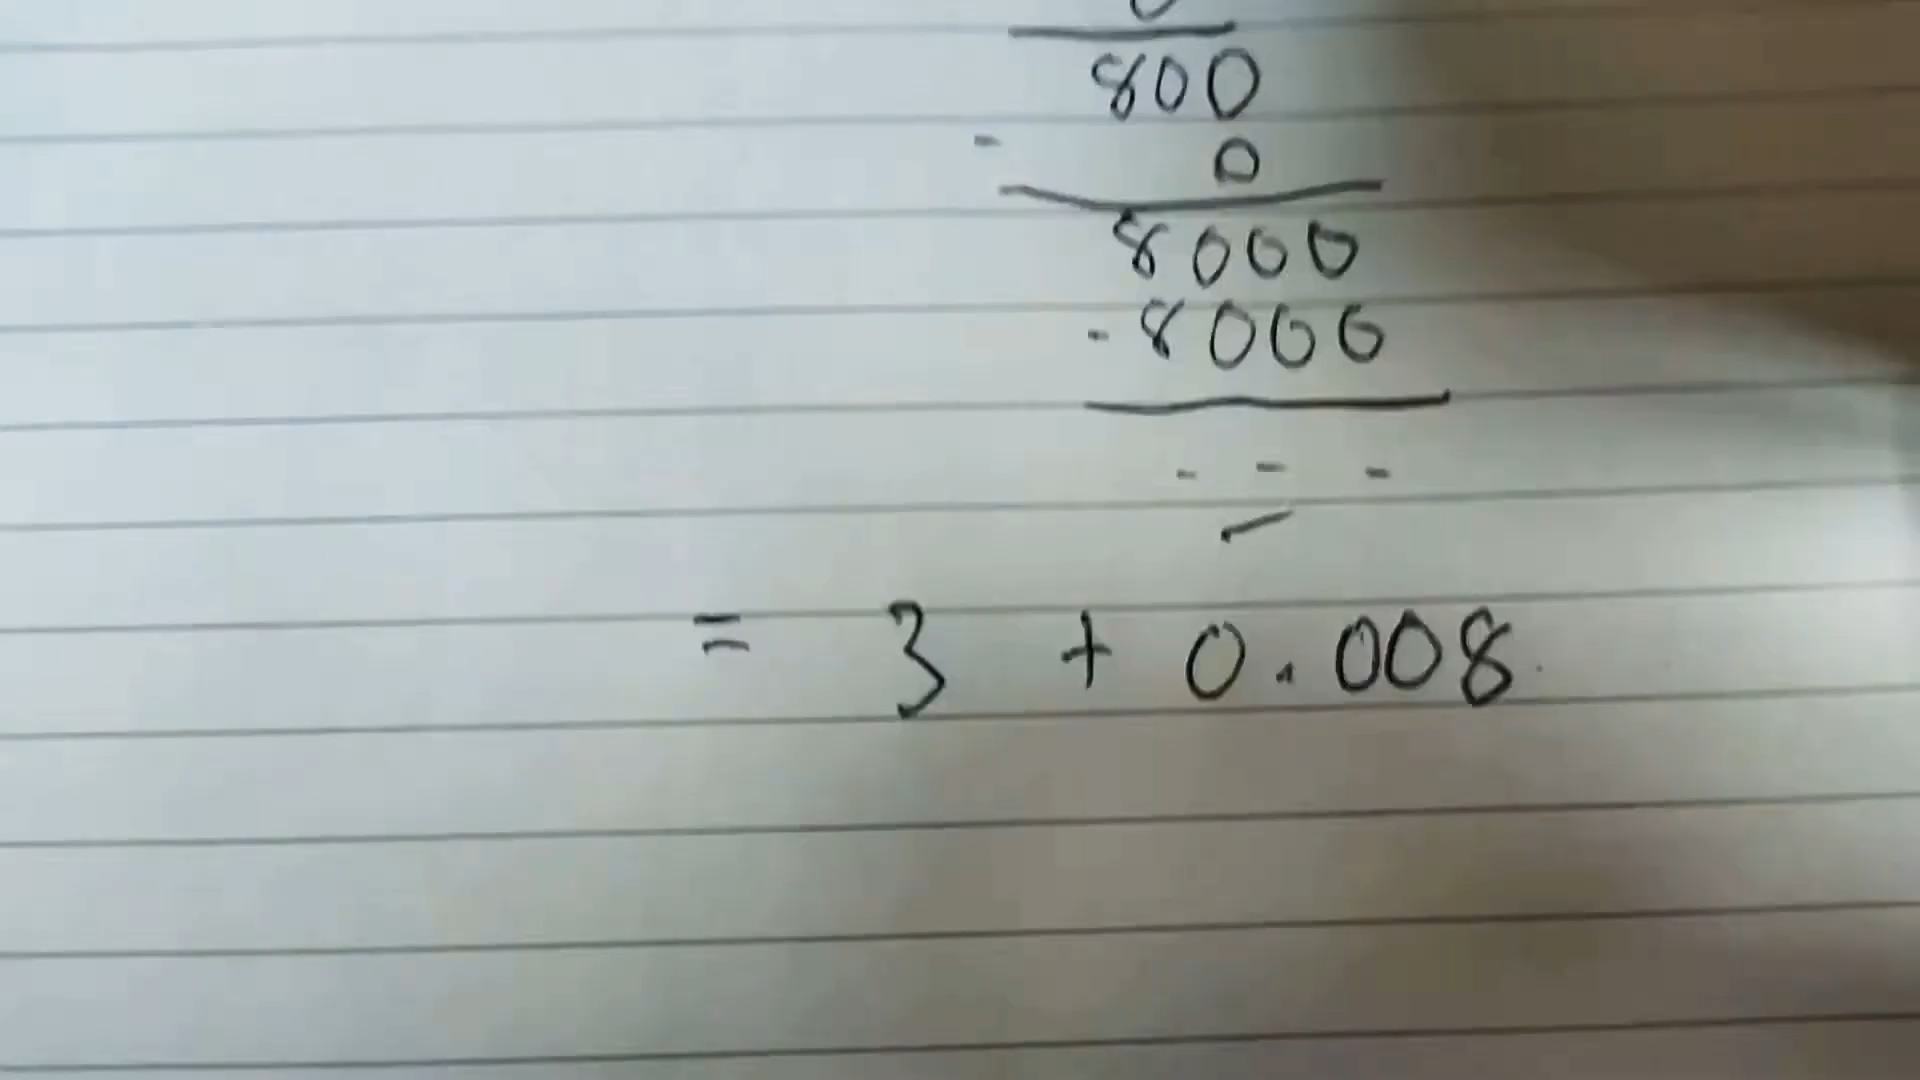 800
- 0
8000
- 8000
- - -
= 3 + 0.008